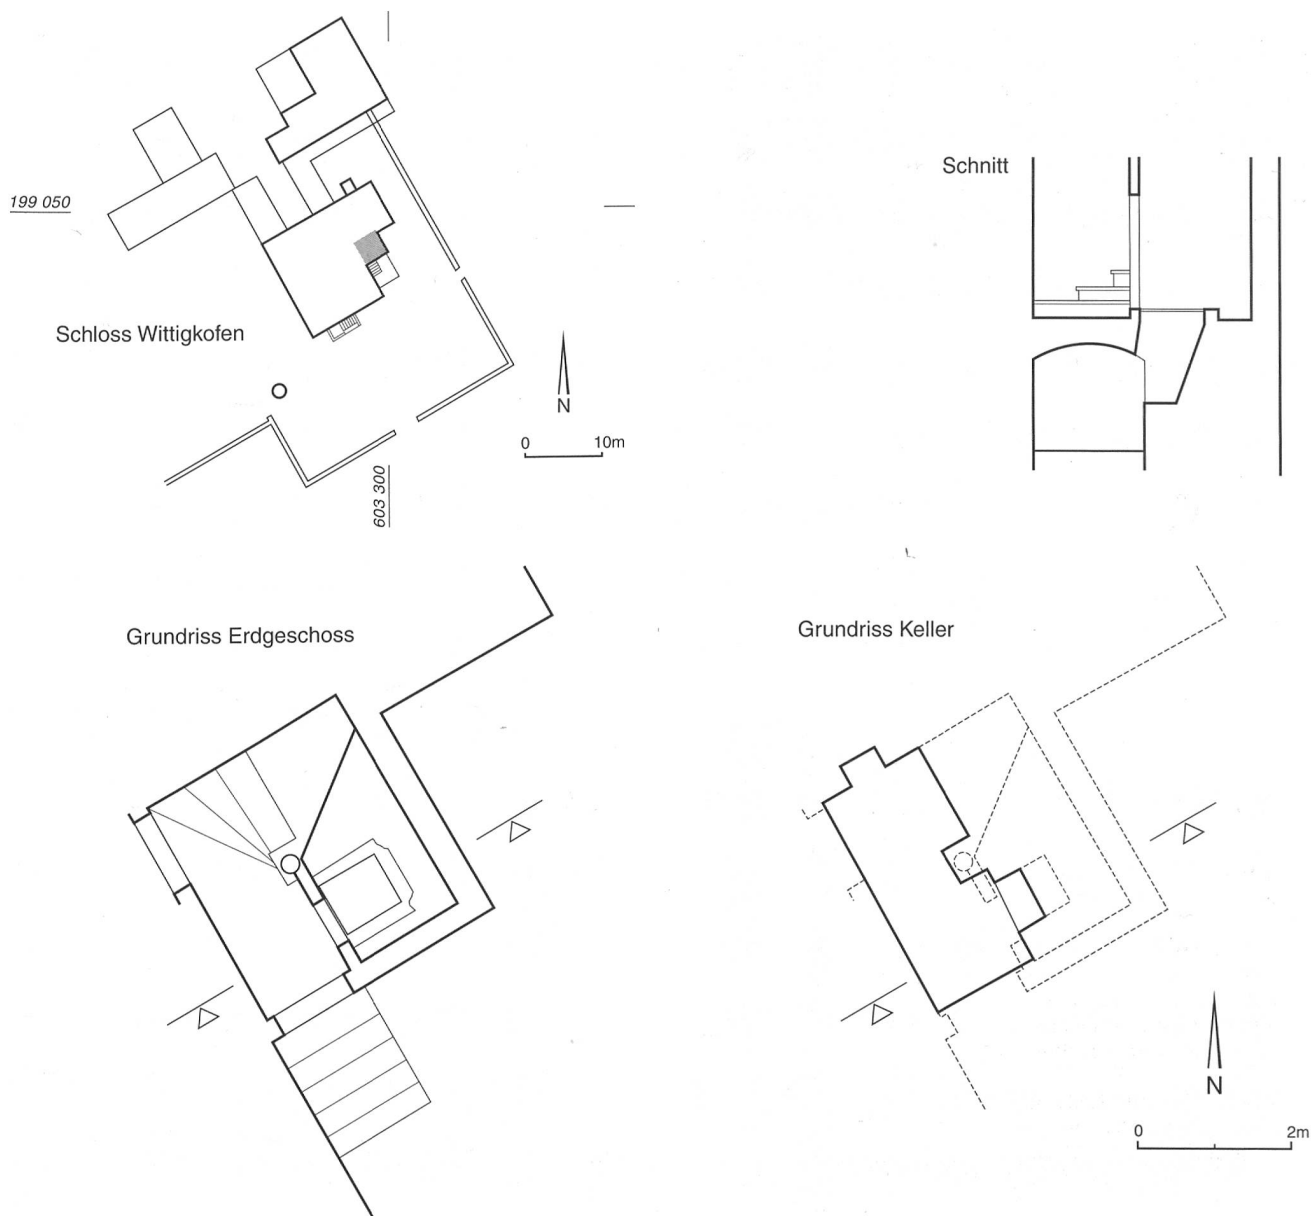 Schnitt
199 050
Schloss Wittigkofen
N
0 10m
603 300
Grundriss Erdgeschoss
Grundriss Keller
N
0 2m